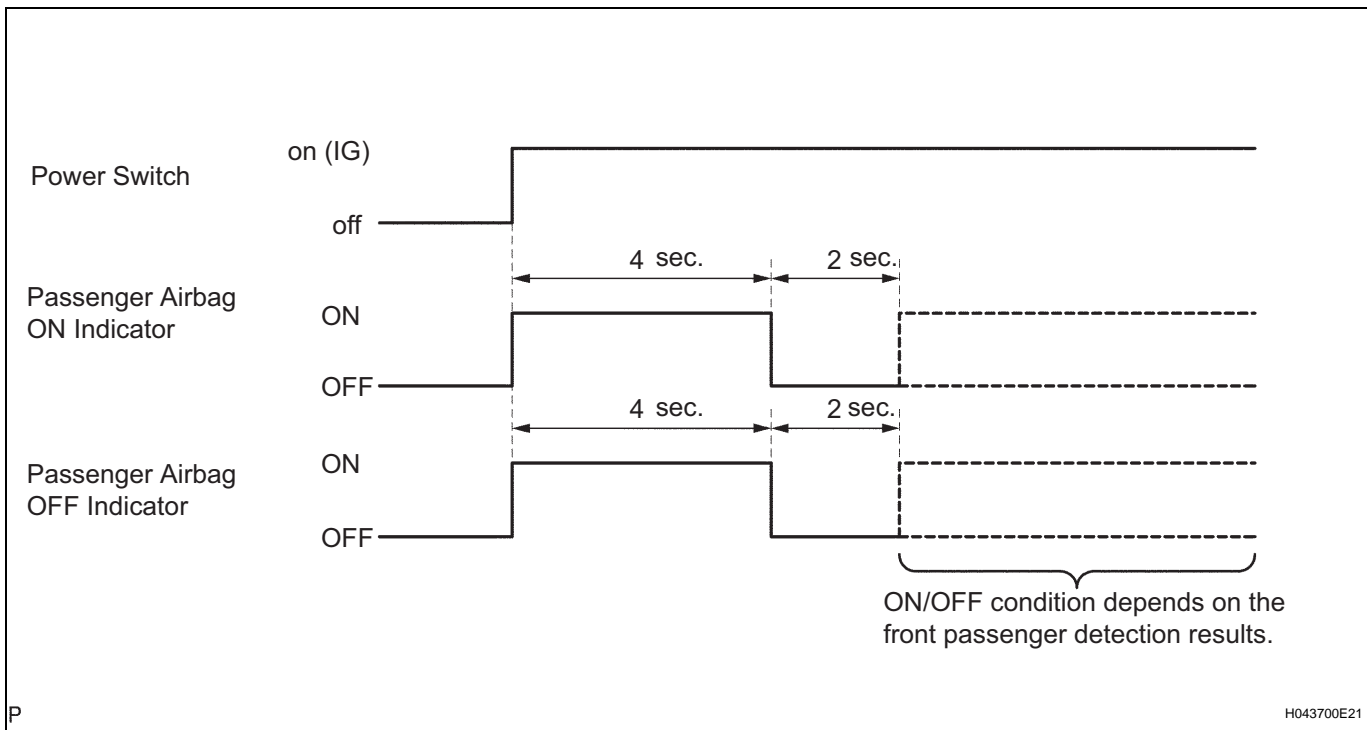 on (IG)
Power Switch
off
4 sec.
2 sec.
Passenger Airbag
ON Indicator
ON
OFF
4 sec.
2 sec.
Passenger Airbag
OFF Indicator
ON
OFF
ON/OFF condition depends on the
front passenger detection results.
P
H043700E21